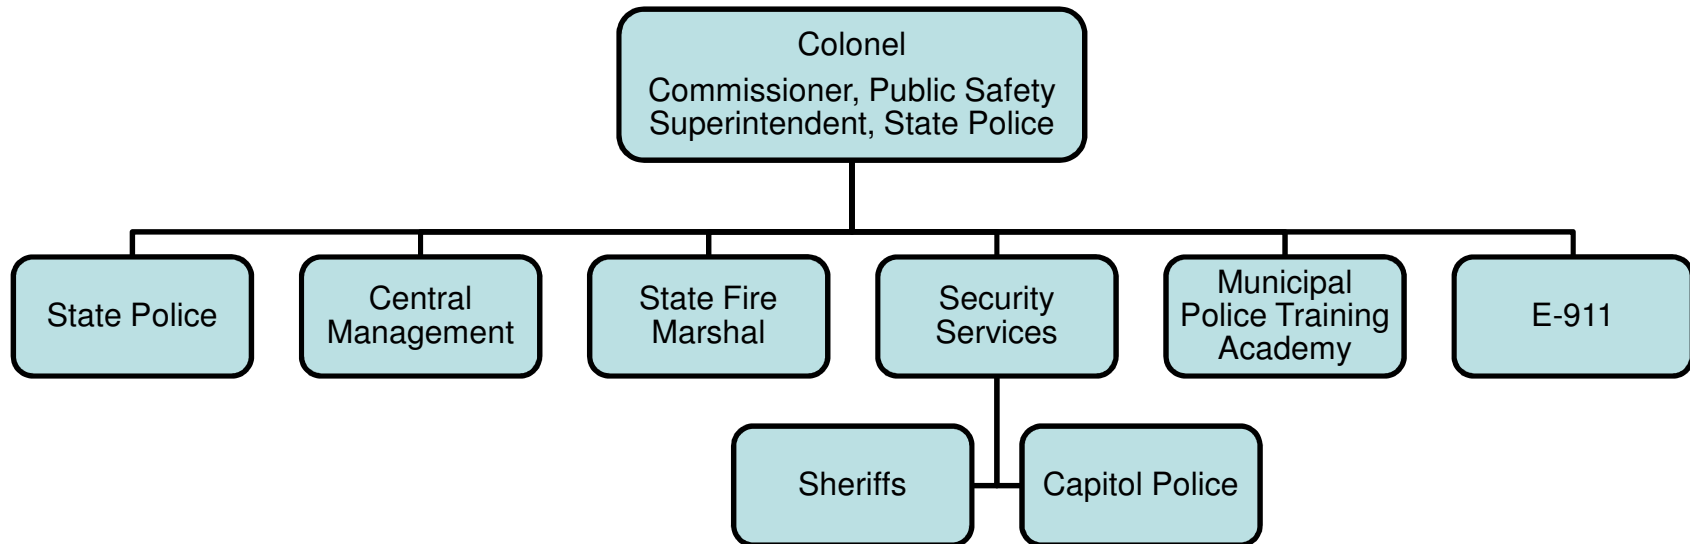 Colonel
Commissioner, Public Safety
Superintendent, State Police
State Police
Central
Management
State Fire
Marshal
Security
Services
Municipal
Police Training
Academy
E-911
Sheriffs
Capitol Police